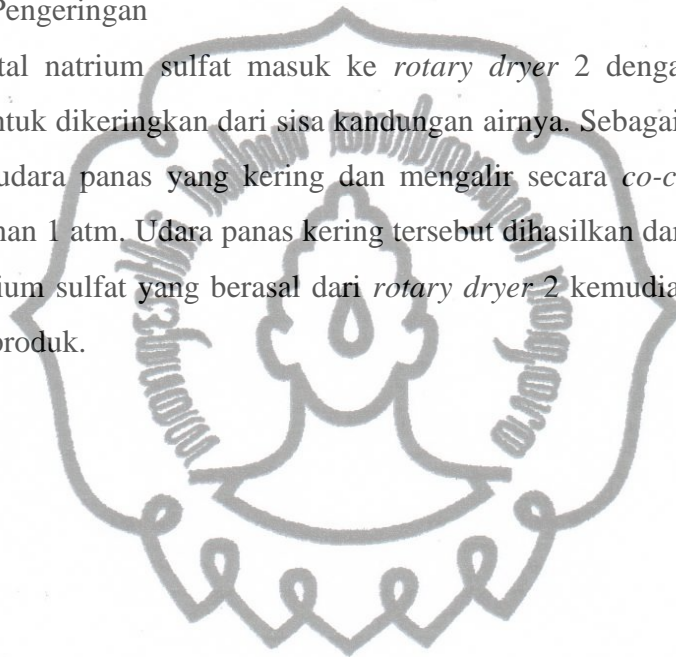 Pengeringan
tal natrium sulfat masuk ke rotary dryer 2 denga
ntuk dikeringkan dari sisa kandungan airnya. Sebagai
udara panas yang kering dan mengalir secara co-c
nan 1 atm. Udara panas kering tersebut dihasilkan dar
ium sulfat yang berasal dari rotary dryer 2 kemudia
produk.